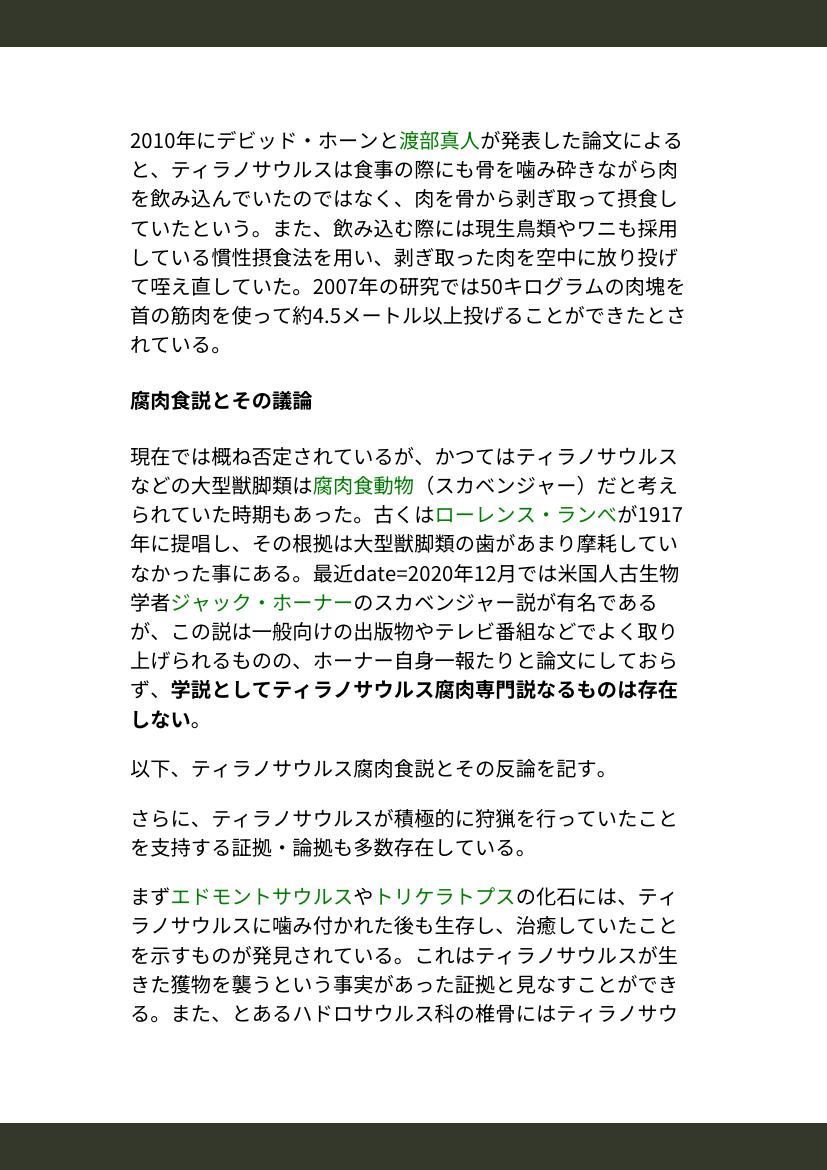 2010年にデビッド・ホーンと渡部真人が発表した論文による
と、ティラノサウルスは食事の際にも骨を噛み砕きながら肉
を飲み込んでいたのではなく、肉を骨から剥ぎ取って摂食し
ていたという。また、飲み込む際には現生鳥類やワニも採用
している慣性摂食法を用い、剥ぎ取った肉を空中に放り投げ
て咥え直していた。2007年の研究では50キログラムの肉塊を
首の筋肉を使って約4.5メートル以上投げることができたとさ
れている。
腐肉食説とその議論
現在では概ね否定されているが、かつてはティラノサウルス
などの大型獣脚類は腐肉食動物（スカベンジャー）だと考え
られていた時期もあった。古くはローレンス・ランベが1917
年に提唱し、その根拠は大型獣脚類の歯があまり摩耗してい
なかった事にある。最近date=2020年12月では米国人古生物
学者ジャック・ホーナーのスカベンジャー説が有名である
が、この説は一般向けの出版物やテレビ番組などでよく取り
上げられるものの、ホーナー自身一報たりと論文にしておら
ず、学説としてティラノサウルス腐肉専門説なるものは存在
しない。
以下、ティラノサウルス腐肉食説とその反論を記す。
さらに、ティラノサウルスが積極的に狩猟を行っていたこと
を支持する証拠・論拠も多数存在している。
まずエドモントサウルスやトリケラトプスの化石には、ティ
ラノサウルスに噛み付かれた後も生存し、治癒していたこと
を示すものが発見されている。これはティラノサウルスが生
きた獲物を襲うという事実があった証拠と見なすことができ
る。また、とあるハドロサウルス科の椎骨にはティラノサウ